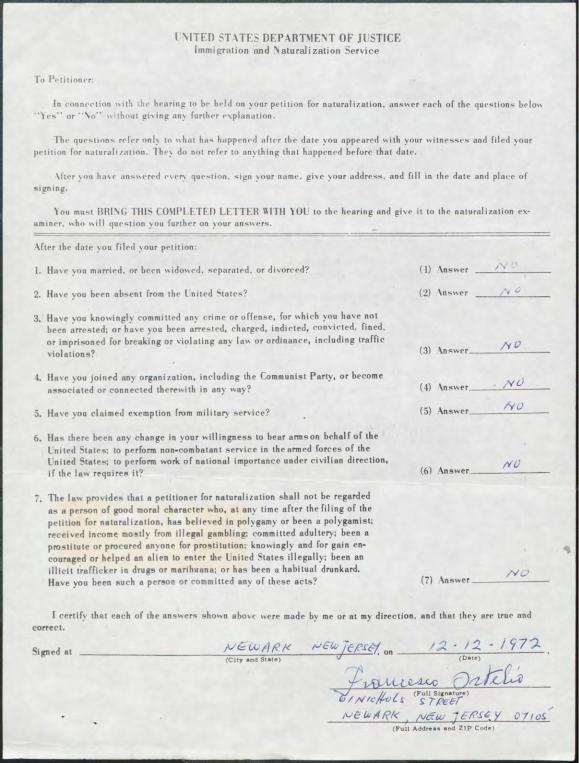 UNITED STATES DEPARTMENT OF JUSTICE
Immigration and Naturalization Service
To Petitioner:
In connection with the hearing to be held on your petition for naturalization, answer each of the questions below
"Yes" or "No" without giving any further explanation.
The questions refer only to what has happened after the date you appeared with your witnesses and filed your
petition for naturalization. They do not refer to anything that happened before that date.
After you have answered every question, sign your name, give your address, and fill in the date and place of
signing.
You must BRING THIS COMPLETED LETTER WITH YOU to the hearing and give it to the naturalization ex-
aminer, who will question you further on your answers.
After the date you filed your petition:
1. Have you married, or been widowed, separated, or divorced? (1) Answer NO
2. Have you been absent from the United States? (2) Answer NO
3. Have you knowingly committed any crime or offense, for which you have not
been arrested; or have you been arrested, charged, indicted, convicted, fined,
or imprisoned for breaking or violating any law or ordinance, including traffic
violations? (3) Answer NO
4. Have you joined any organization, including the Communist Party, or become
associated or connected therewith in any way? (4) Answer NO
5. Have you claimed exemption from military service? (5) Answer NO
6. Has there been any change in your willingness to bear arms on behalf of the
United States; to perform non-combatant service in the armed forces of the
United States; to perform work of national importance under civilian direction,
if the law requires it? (6) Answer NO
7. The law provides that a petitioner for naturalization shall not be regarded
as a person of good moral character who, at any time after the filing of the
petition for naturalization, has believed in polygamy or been a polygamist;
received income mostly from illegal gambling; committed adultery; been a
prostitute or procured anyone for prostitution; knowingly and for gain en-
couraged or helped an alien to enter the United States illegally; been an
illicit trafficker in drugs or marihuana; or has been a habitual drunkard.
Have you been such a person or committed any of these acts? (7) Answer NO
I certify that each of the answers shown above were made by me or at my direction, and that they are true and
correct.
Signed at NEWARK NEW JERSEY, on 12-12-1972.
(City and State) (Date)
Francesco Ostelio
(Full Signature)
NICHOLS STREET
NEWARK, NEW JERSEY 07105
(Full Address and ZIP Code)